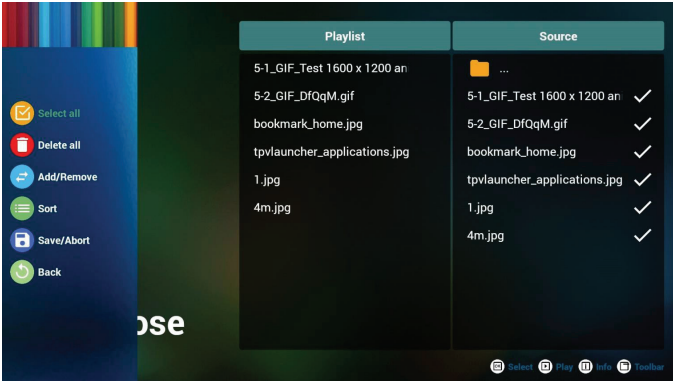 Playlist
Source
5-1_GIF_Test 1600 x 1200 an
5-2_GIF_DfQqM.gif
bookmark_home.jpg
tpvlauncher_applications.jpg
1.jpg
4m.jpg
...
5-1_GIF_Test 1600 x 1200 an
5-2_GIF_DfQqM.gif
bookmark_home.jpg
tpvlauncher_applications.jpg
1.jpg
4m.jpg
Select all
Delete all
Add/Remove
Sort
Save/Abort
Back
ose
Select Play Info Toolbar